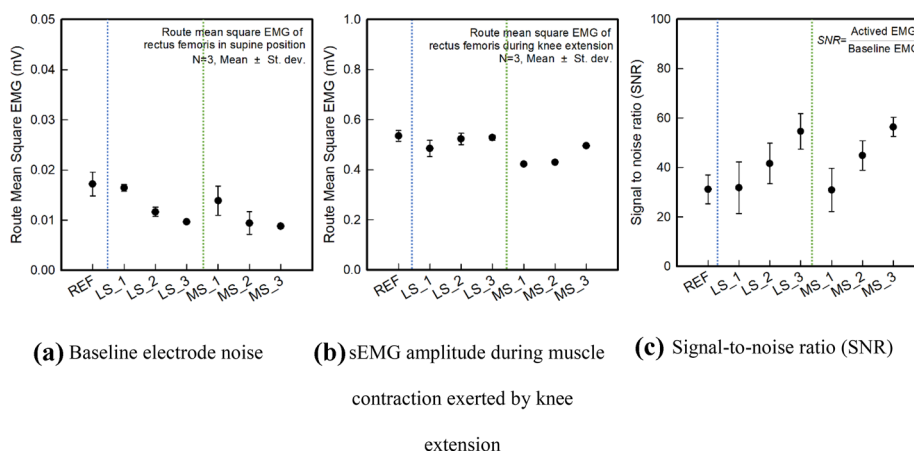 Route Mean Square EMG (mV)
0.05
0.04
0.03
0.02
0.01
0.00
Route mean square EMG of
rectus femoris in supine position
N=3, Mean ± St. dev.
REF LS_1 LS_2 LS_3 MS_1 MS_2 MS_3
(a) Baseline electrode noise
Route Mean Square EMG (mV)
1.0
0.8
0.6
0.4
0.2
0.0
Route mean square EMG of
rectus femoris during knee extension
N=3, Mean ± St. dev.
REF LS_1 LS_2 LS_3 MS_1 MS_2 MS_3
(b) sEMG amplitude during muscle
contraction exerted by knee
extension
Signal to noise ratio (SNR)
100
80
60
40
20
0
SNR= Actived EMG
Baseline EMG
REF LS_1 LS_2 LS_3 MS_1 MS_2 MS_3
(c) Signal-to-noise ratio (SNR)